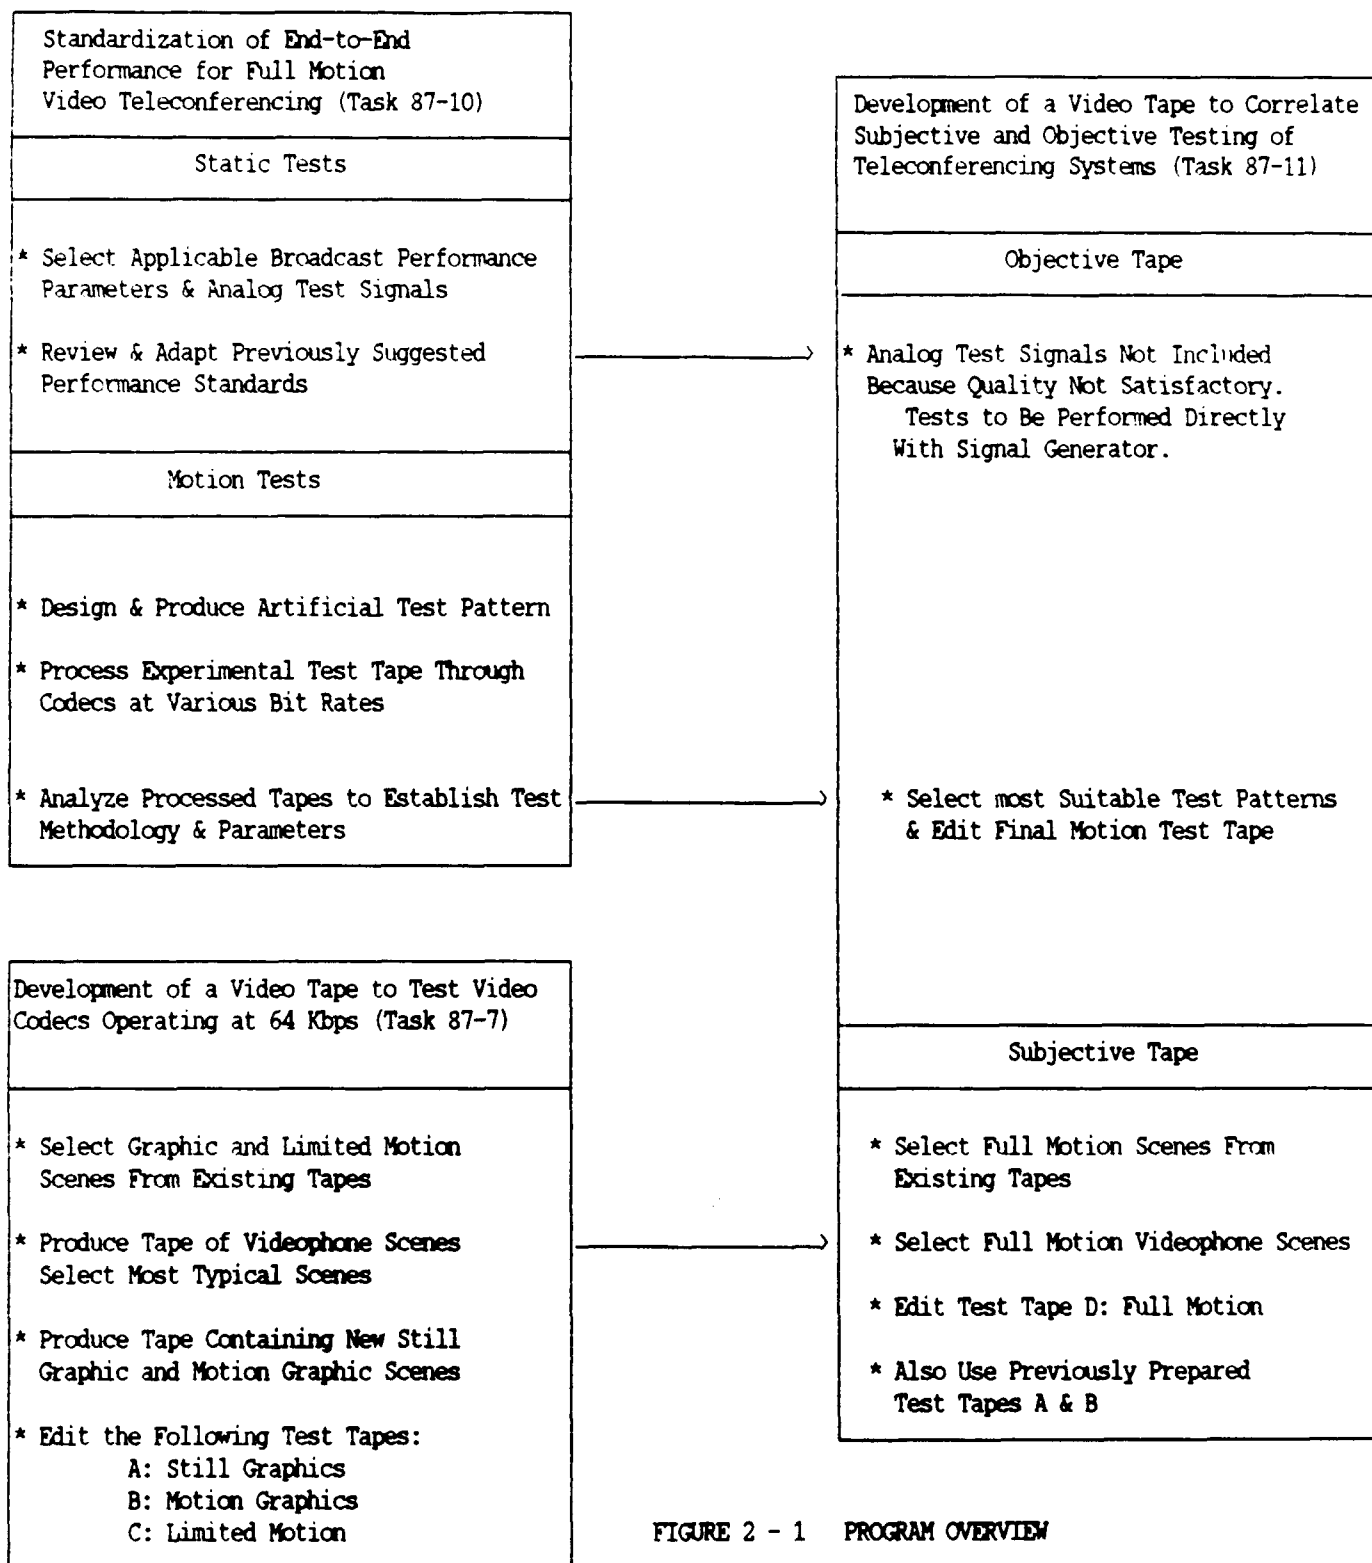 Standardization of End-to-End
Performance for Full Motion
Video Teleconferencing (Task 87-10)
Static Tests
* Select Applicable Broadcast Performance
Parameters & Analog Test Signals
* Review & Adapt Previously Suggested
Performance Standards
Motion Tests
* Design & Produce Artificial Test Pattern
* Process Experimental Test Tape Through
Codecs at Various Bit Rates
* Analyze Processed Tapes to Establish Test
Methodology & Parameters
Development of a Video Tape to Correlate
Subjective and Objective Testing of
Teleconferencing Systems (Task 87-11)
Objective Tape
* Analog Test Signals Not Included
Because Quality Not Satisfactory.
Tests to Be Performed Directly
With Signal Generator.
* Select most Suitable Test Patterns
& Edit Final Motion Test Tape
Subjective Tape
* Select Full Motion Scenes From
Existing Tapes
* Select Full Motion Videophone Scenes
* Edit Test Tape D: Full Motion
* Also Use Previously Prepared
Test Tapes A & B
Development of a Video Tape to Test Video
Codecs Operating at 64 Kbps (Task 87-7)
* Select Graphic and Limited Motion
Scenes From Existing Tapes
* Produce Tape of Videophone Scenes
Select Most Typical Scenes
* Produce Tape Containing New Still
Graphic and Motion Graphic Scenes
* Edit the Following Test Tapes:
A: Still Graphics
B: Motion Graphics
C: Limited Motion
FIGURE 2 - 1 PROGRAM OVERVIEW